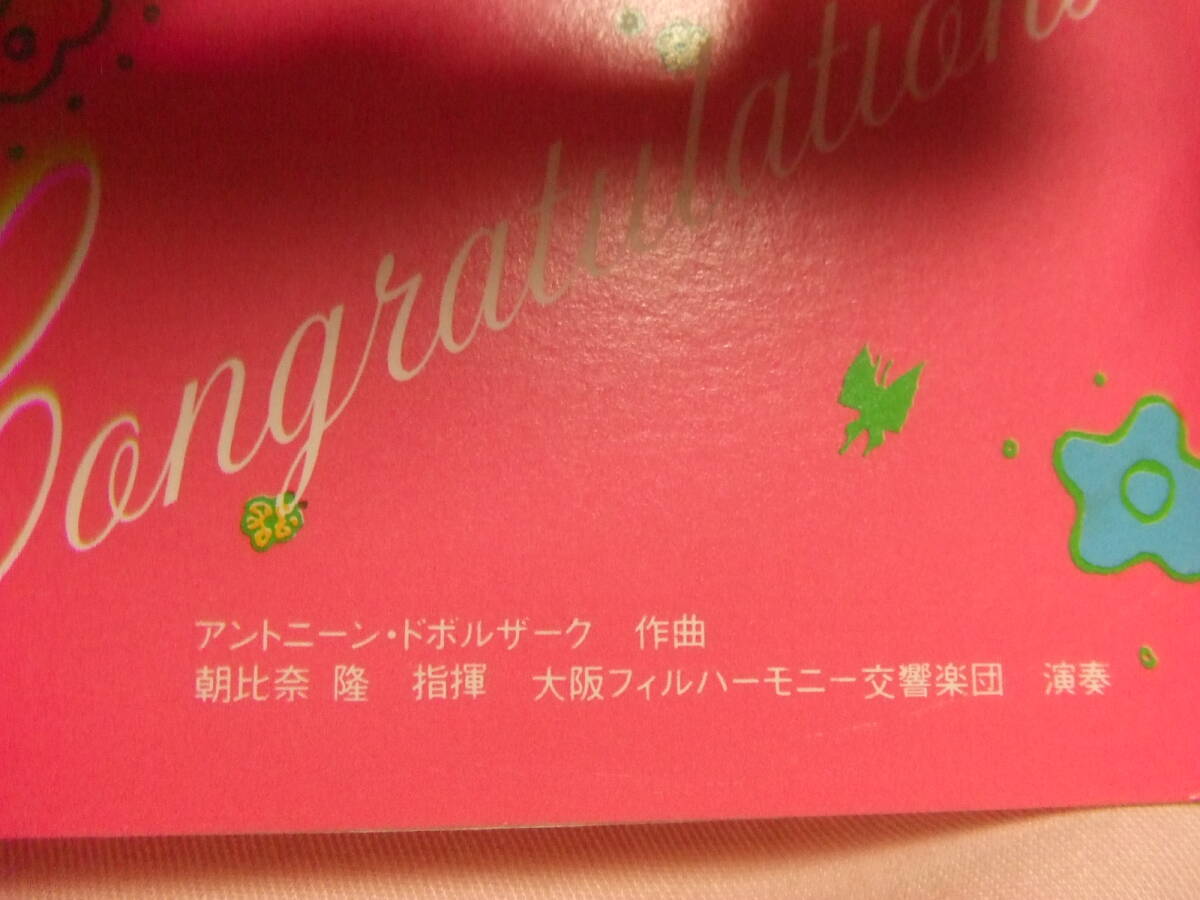 Congratulations
アントニーン・ドボルザーク 作曲
朝比奈 隆 指揮 大阪フィルハーモニー交響楽団 演奏